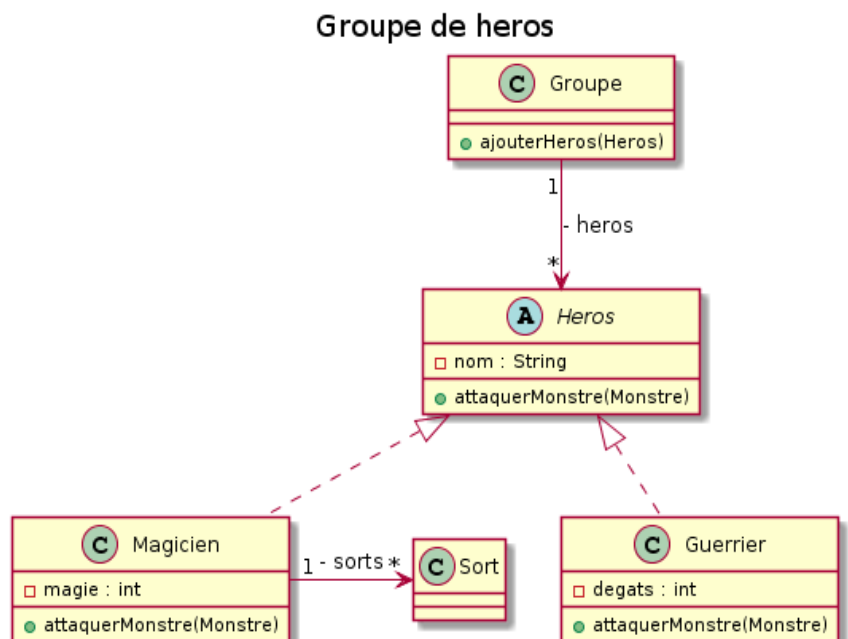 Groupe de heros
C Groupe
ajouterHeros(Heros)
1
- heros
*
A Heros
nom : String
attaquerMonstre(Monstre)
C Magicien
magie : int
attaquerMonstre(Monstre)
1 - sorts *
C Sort
C Guerrier
degats : int
attaquerMonstre(Monstre)